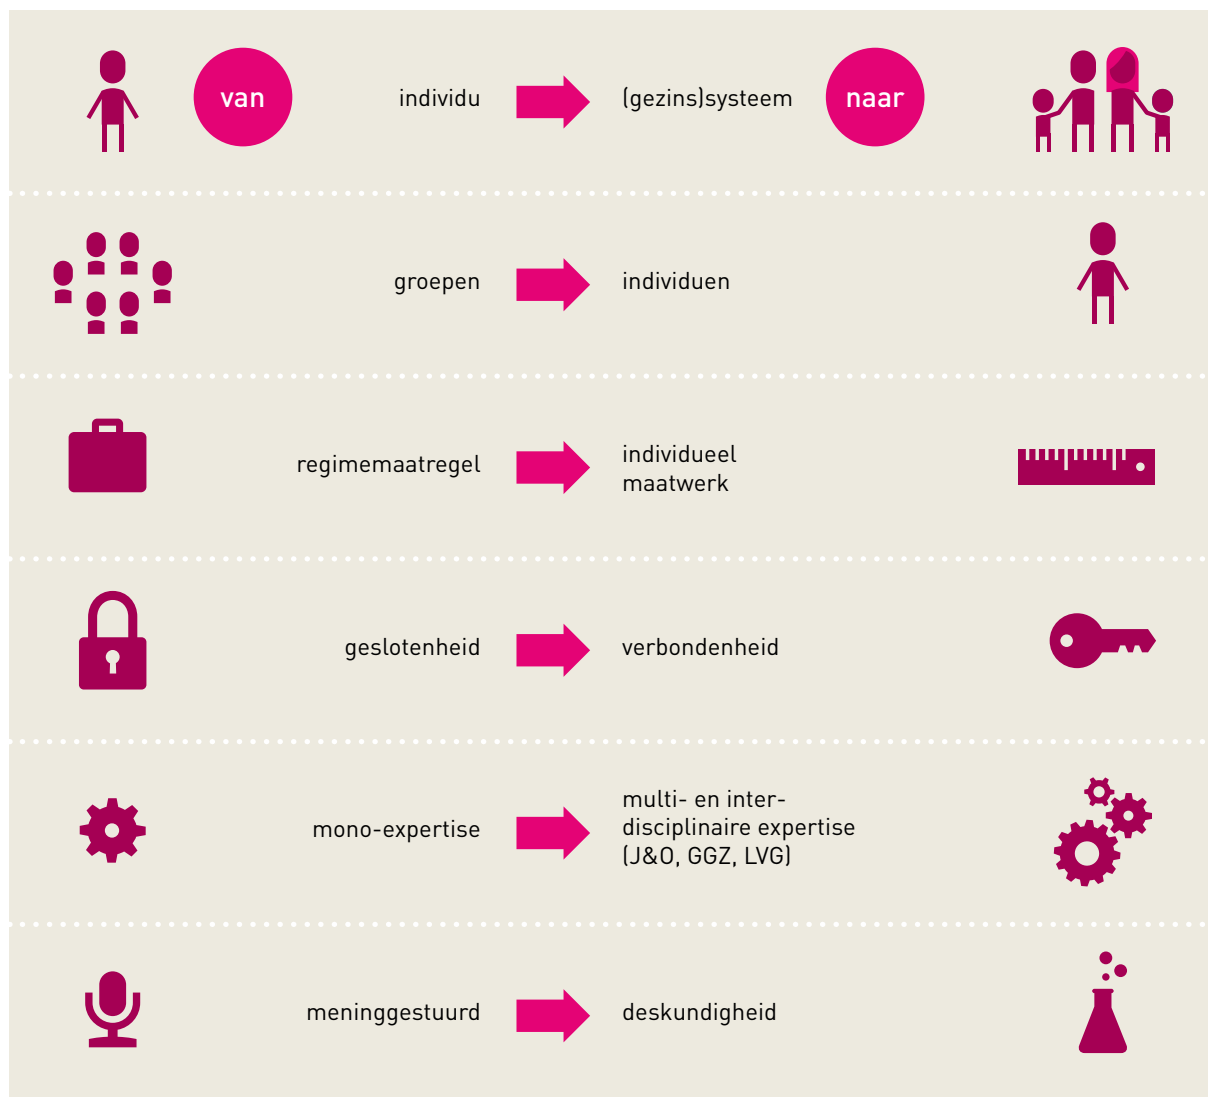 van individu (gezins)systeem naar
groepen individuen
regimemaatregel individueel
maatwerk
geslotenheid verbondenheid
mono-expertise multi- en inter-
disciplinaire expertise
(J&O, GGZ, LVG)
meninggestuurd deskundigheid